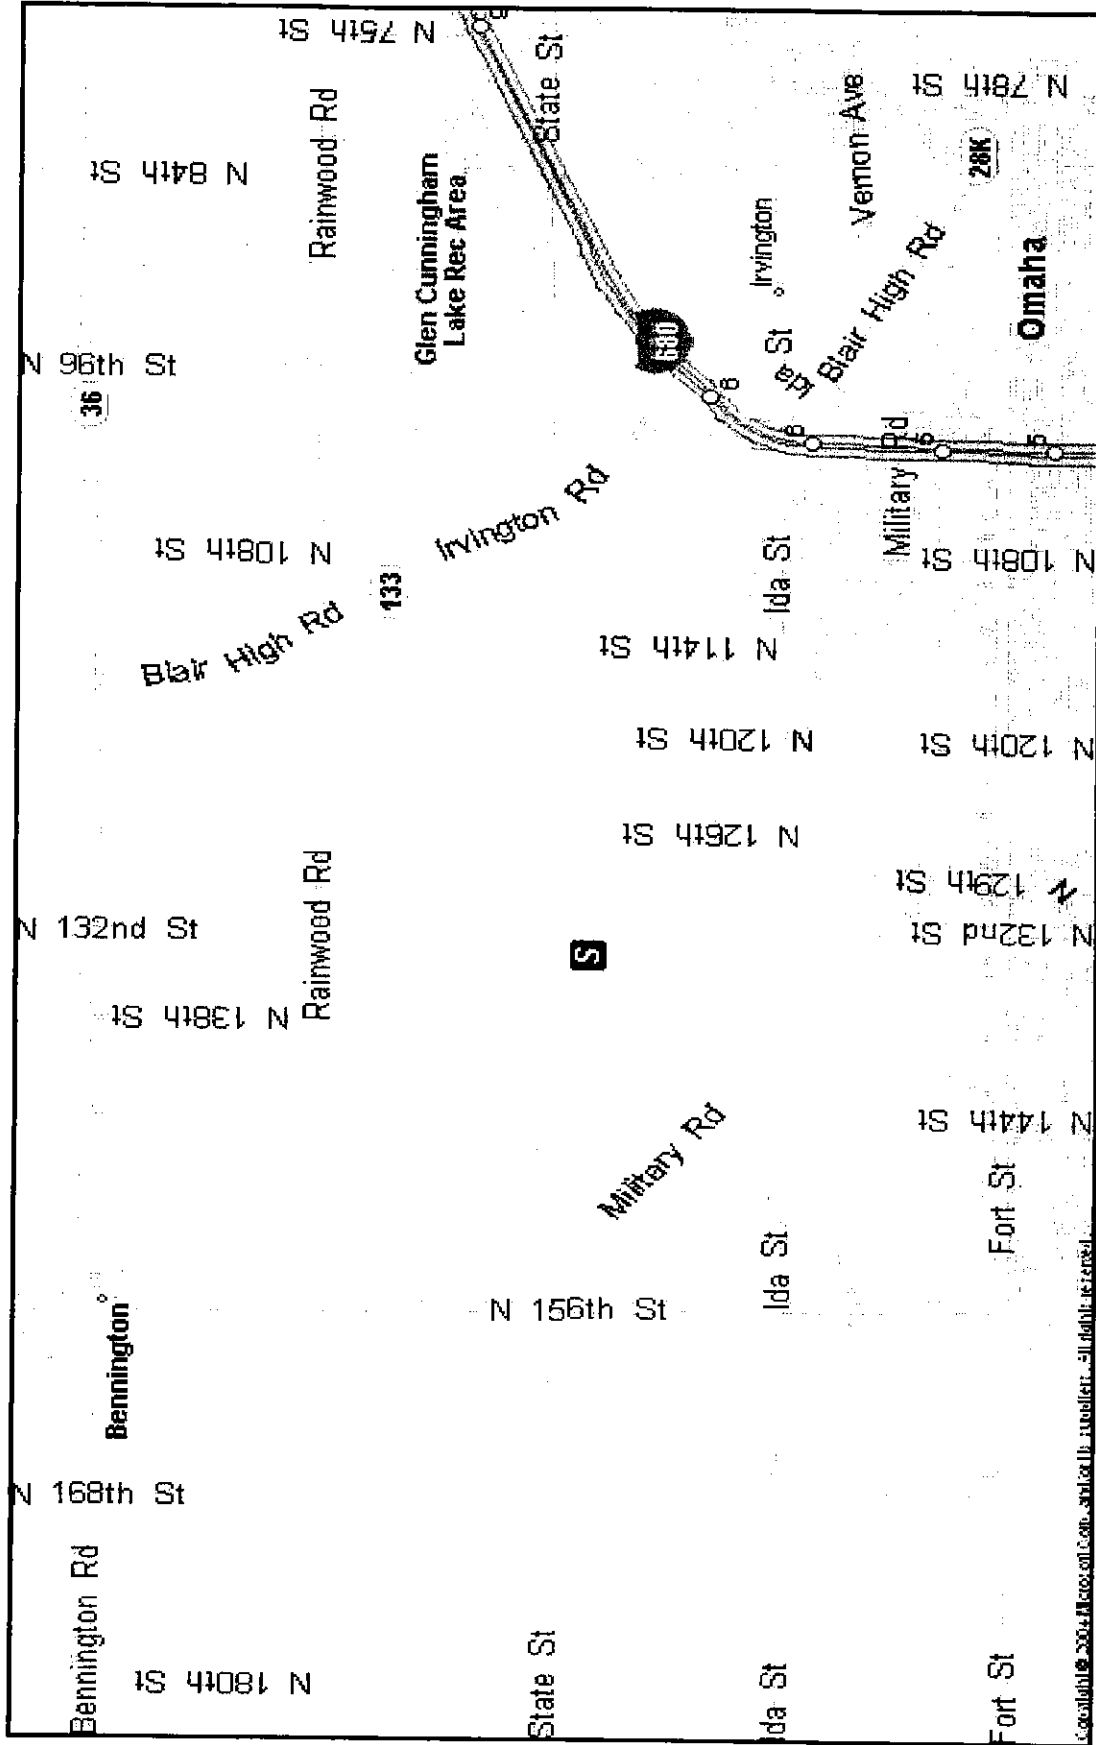 N 75th St
State St
N 78th St
N 84th St
Rainwood Rd
Glen Cunningham
Lake Rec Area
Vernon Ave
28K
Irvington
N 96th St
36
680
Ida St
Blair High Rd
Omaha
6
6
5
5
Military Rd
Irvington Rd
N 108th St
133
Ida St
N 108th St
Blair High Rd
N 114th St
N 120th St
N 120th St
N 126th St
N 129th St
N 132nd St
Rainwood Rd
S
N 132nd St
N 138th St
Military Rd
N 144th St
Fort St
Ida St
Bennington
N 156th St
N 168th St
Bennington Rd
N 180th St
State St
Ida St
Fort St